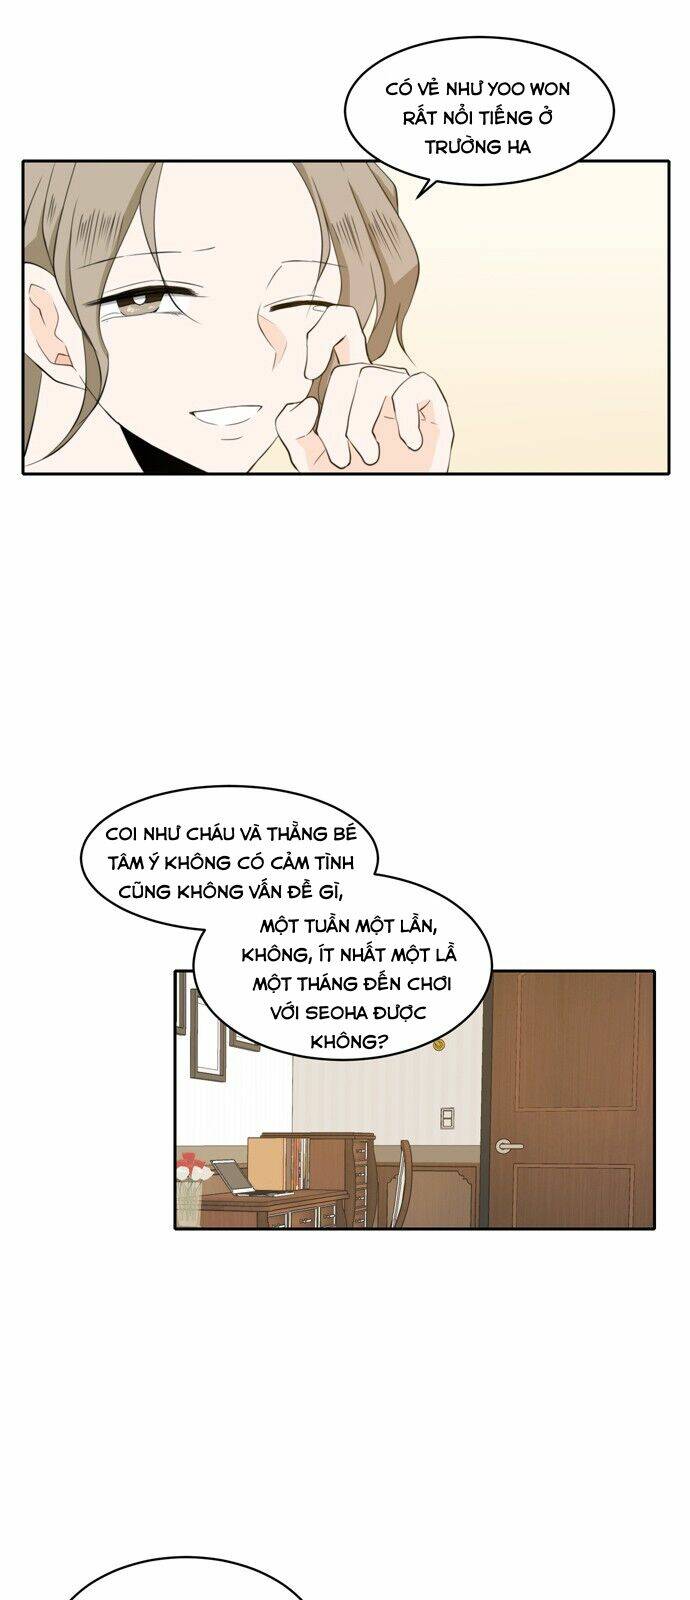 CÓ VẺ NHƯ YOO WON
RẤT NỔI TIẾNG Ở
TRƯỜNG HA
COI NHƯ CHÁU VÀ THẰNG BÉ
TÂM Ý KHÔNG CÓ CẢM TÌNH
CŨNG KHÔNG VẤN ĐỀ GÌ,
MỘT TUẦN MỘT LẦN,
KHÔNG, ÍT NHẤT MỘT LẦ
MỘT THÁNG ĐẾN CHƠI
VỚI SEOHA ĐƯỢC
KHÔNG?